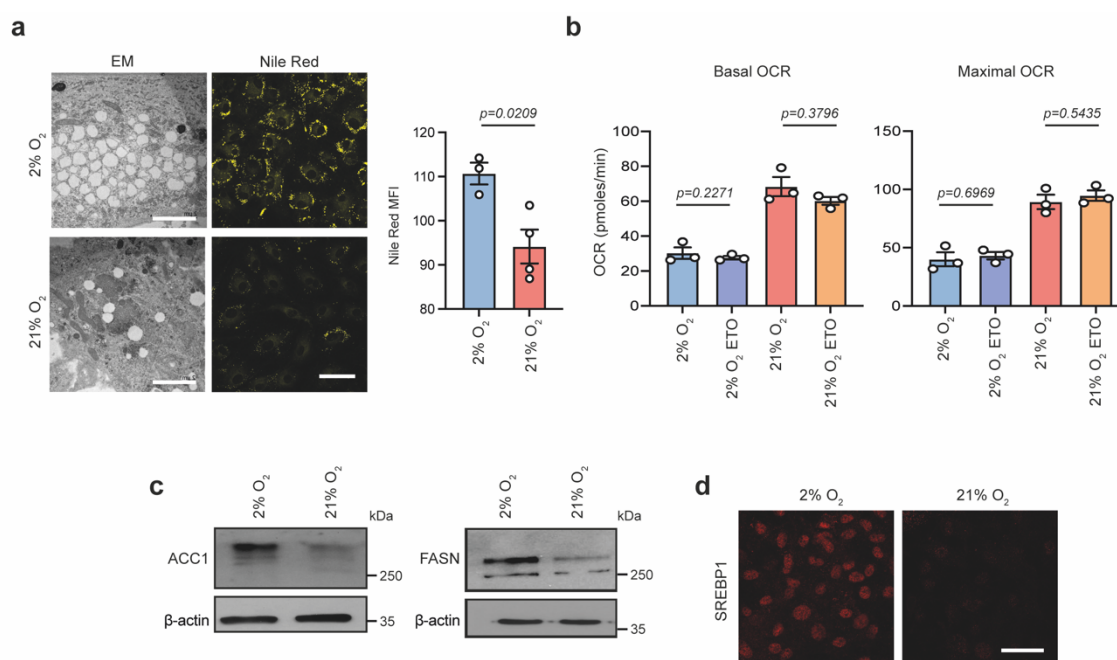 a
EM
Nile Red
2% O₂
21% O₂
Nile Red MFI
p=0.0209
120
110
100
90
80
2% O₂
21% O₂
b
Basal OCR
OCR (pmoles/min)
p=0.2271
p=0.3796
100
80
60
40
20
0
2% O₂
2% O₂ ETO
21% O₂
21% O₂ ETO
Maximal OCR
p=0.6969
p=0.5435
150
100
50
0
2% O₂
2% O₂ ETO
21% O₂
21% O₂ ETO
c
2% O₂
21% O₂
kDa
ACC1
250
β-actin
35
2% O₂
21% O₂
kDa
FASN
250
β-actin
35
d
2% O₂
21% O₂
SREBP1